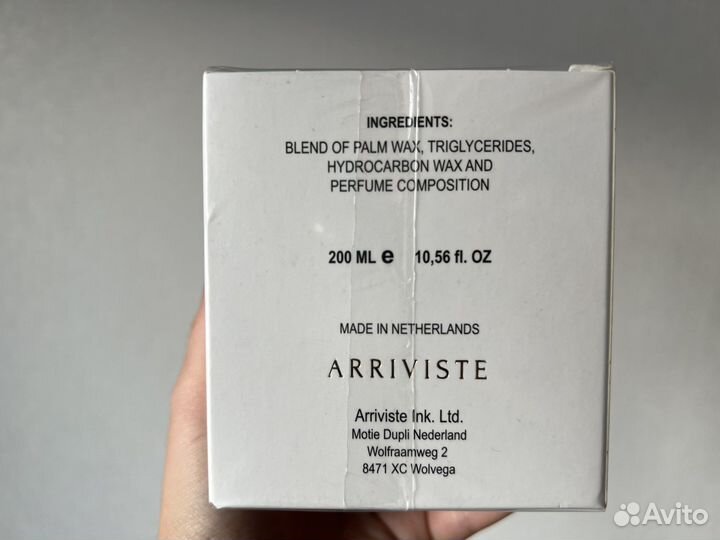 INGREDIENTS:
BLEND OF PALM WAX, TRIGLYCERIDES,
HYDROCARBON WAX AND
PERFUME COMPOSITION
200 ML e 10,56 fl. OZ
MADE IN NETHERLANDS
ARRIVISTE
Arriviste Ink. Ltd.
Motie Dupli Nederland
Wolfraamweg 2
8471 XC Wolvega
Avito